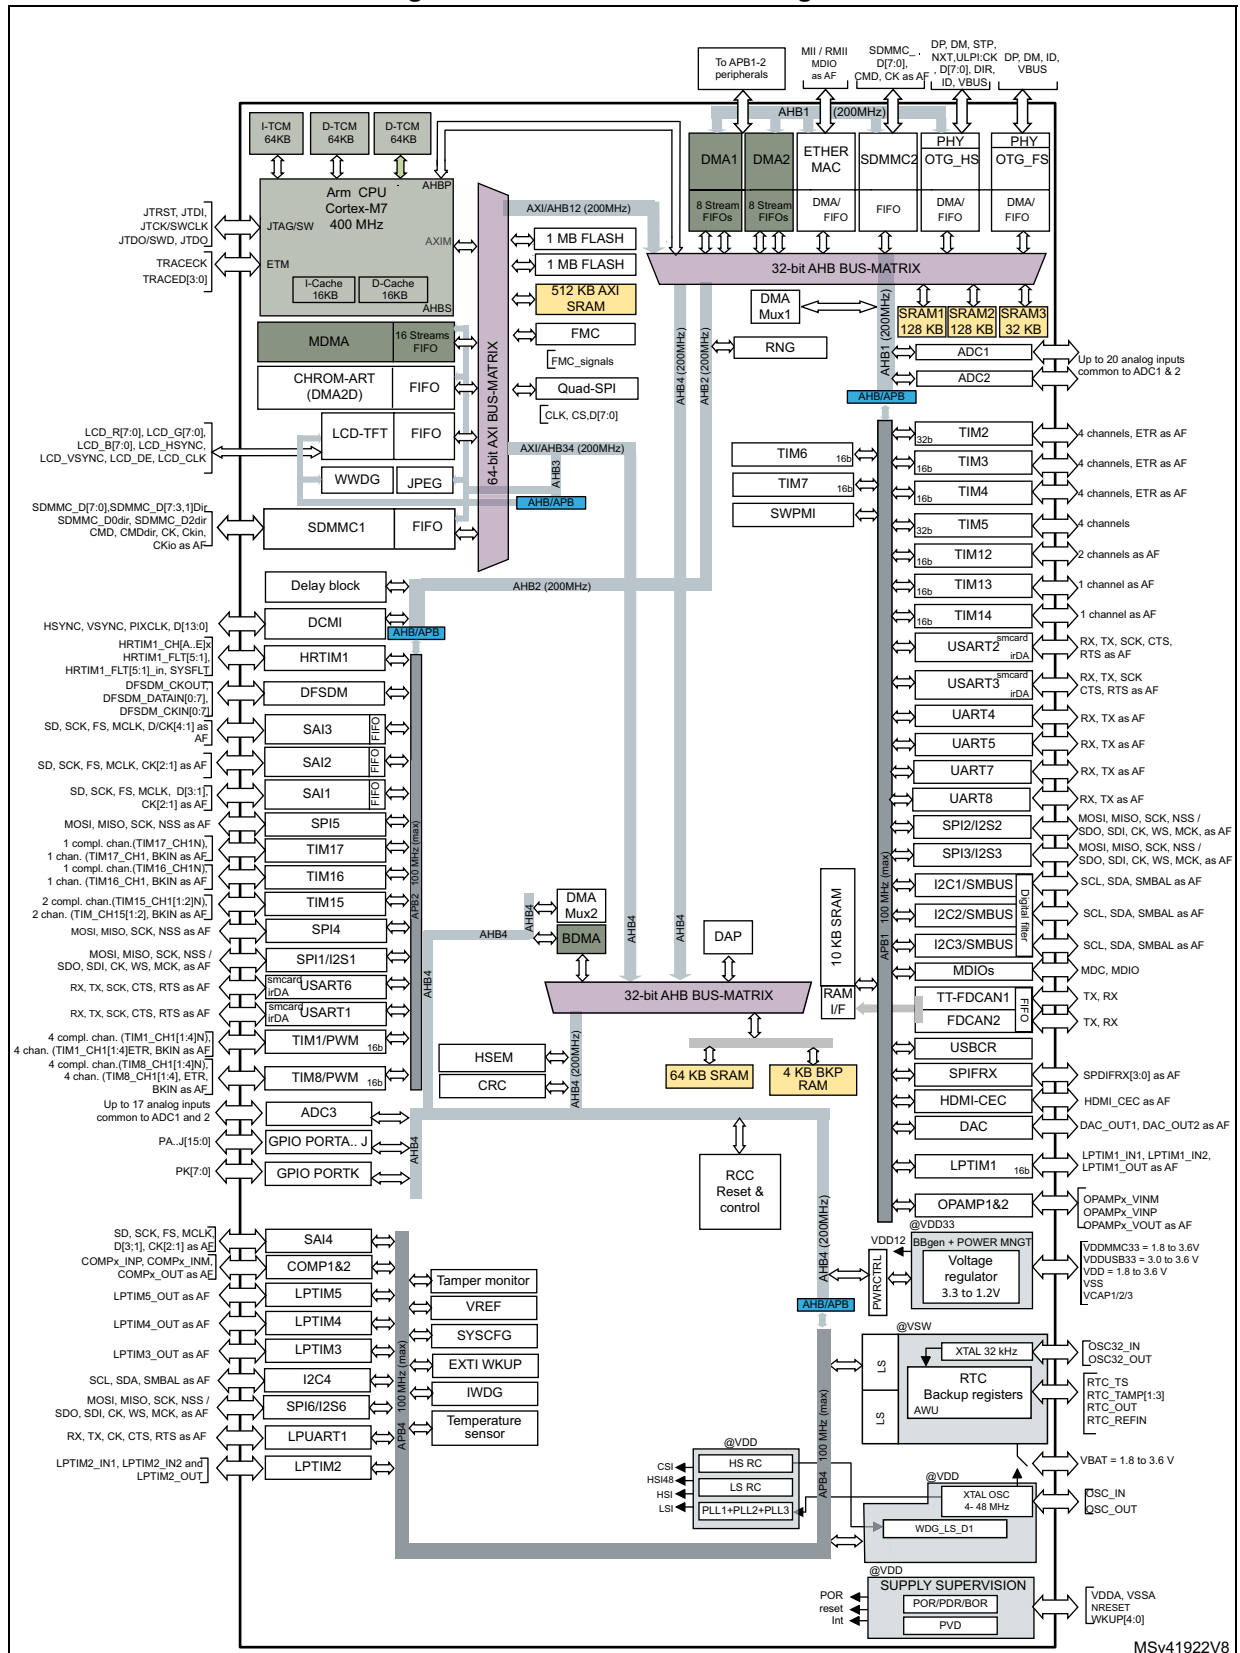 To APB1-2
peripherals
MII / RMII
MDIO
as AF
SDMMC_
D[7:0],
CMD, CK as AF
DP, DM, STP,
NXT,ULPI:CK
, D[7:0], DIR,
ID, VBUS
DP, DM, ID,
VBUS
I-TCM
64KB
D-TCM
64KB
D-TCM
64KB
AHB1 (200MHz)
DMA1
8 Stream
FIFOs
DMA2
8 Stream
FIFOs
ETHER
MAC
DMA/
FIFO
SDMMC2
FIFO
PHY
OTG_HS
DMA/
FIFO
PHY
OTG_FS
DMA/
FIFO
AHBP
Arm CPU
Cortex-M7
400 MHz
JTRST, JTDI,
JTCK/SWCLK
JTDO/SWD, JTDO
JTAG/SW
AXIM
TRACECK
TRACED[3:0]
ETM
I-Cache
16KB
D-Cache
16KB
AHBS
AXI/AHB12 (200MHz)
1 MB FLASH
1 MB FLASH
512 KB AXI
SRAM
FMC
FMC_signals
Quad-SPI
CLK, CS,D[7:0]
64-bit AXI BUS-MATRIX
32-bit AHB BUS-MATRIX
DMA
Mux1
RNG
AHB4 (200MHz)
AHB2 (200MHz)
AHB1 (200MHz)
SRAM1
128 KB
SRAM2
128 KB
SRAM3
32 KB
ADC1
ADC2
Up to 20 analog inputs
common to ADC1 & 2
AHB/APB
MDMA
16 Streams
FIFO
CHROM-ART
(DMA2D)
FIFO
LCD_R[7:0], LCD_G[7:0],
LCD_B[7:0], LCD_HSYNC,
LCD_VSYNC, LCD_DE, LCD_CLK
LCD-TFT
FIFO
WWDG
JPEG
AXI/AHB34 (200MHz)
AHB3
AHB/APB
SDMMC_D[7:0],SDMMC_D[7:3,1]Dir
SDMMC_D0dir, SDMMC_D2dir
CMD, CMDdir, CK, Ckin,
CKio as AF
SDMMC1
FIFO
TIM6
16b
TIM7
16b
SWPMI
TIM2
32b
4 channels, ETR as AF
TIM3
16b
4 channels, ETR as AF
TIM4
16b
4 channels, ETR as AF
TIM5
32b
4 channels
TIM12
16b
2 channels as AF
TIM13
16b
1 channel as AF
TIM14
16b
1 channel as AF
USART2
smcard
irDA
RX, TX, SCK, CTS,
RTS as AF
USART3
smcard
irDA
RX, TX, SCK
CTS, RTS as AF
UART4
RX, TX as AF
UART5
RX, TX as AF
UART7
RX, TX as AF
UART8
RX, TX as AF
SPI2/I2S2
MOSI, MISO, SCK, NSS /
SDO, SDI, CK, WS, MCK, as AF
SPI3/I2S3
MOSI, MISO, SCK, NSS /
SDO, SDI, CK, WS, MCK, as AF
I2C1/SMBUS
SCL, SDA, SMBAL as AF
I2C2/SMBUS
SCL, SDA, SMBAL as AF
I2C3/SMBUS
SCL, SDA, SMBAL as AF
Digital filter
MDIOs
MDC, MDIO
TT-FDCAN1
TX, RX
FDCAN2
TX, RX
FIFO
USBCR
SPIFRX
SPDIFRX[3:0] as AF
HDMI-CEC
HDMI_CEC as AF
DAC
DAC_OUT1, DAC_OUT2 as AF
LPTIM1
16b
LPTIM1_IN1, LPTIM1_IN2,
LPTIM1_OUT as AF
OPAMP1&2
OPAMPx_VINM
OPAMPx_VINP
OPAMPx_VOUT as AF
APB1 100 MHz (max)
10 KB SRAM
RAM
I/F
Delay block
AHB2 (200MHz)
HSYNC, VSYNC, PIXCLK, D[13:0]
DCMI
AHB/APB
HRTIM1_CH[A..E]x
HRTIM1_FLT[5:1],
HRTIM1_FLT[5:1]_in, SYSFLT
HRTIM1
DFSDM_CKOUT,
DFSDM_DATAIN[0:7],
DFSDM_CKIN[0:7]
DFSDM
SD, SCK, FS, MCLK, D/CK[4:1] as
AF
SAI3
FIFO
SD, SCK, FS, MCLK, CK[2:1] as AF
SAI2
FIFO
SD, SCK, FS, MCLK, D[3:1],
CK[2:1] as AF
SAI1
FIFO
MOSI, MISO, SCK, NSS as AF
SPI5
1 compl. chan.(TIM17_CH1N),
1 chan. (TIM17_CH1, BKIN as AF
TIM17
1 compl. chan.(TIM16_CH1N),
1 chan. (TIM16_CH1, BKIN as AF
TIM16
2 compl. chan.(TIM15_CH1[1:2]N),
2 chan. (TIM_CH15[1:2], BKIN as AF
TIM15
MOSI, MISO, SCK, NSS as AF
SPI4
MOSI, MISO, SCK, NSS /
SDO, SDI, CK, WS, MCK, as AF
SPI1/I2S1
RX, TX, SCK, CTS, RTS as AF
smcard
irDA
USART6
RX, TX, SCK, CTS, RTS as AF
smcard
irDA
USART1
4 compl. chan. (TIM1_CH1[1:4]N),
4 chan. (TIM1_CH1[1:4]ETR, BKIN as AF
TIM1/PWM
16b
4 compl. chan.(TIM8_CH1[1:4]N),
4 chan. (TIM8_CH1[1:4], ETR,
BKIN as AF
TIM8/PWM
16b
APB2 100 MHz (max)
Up to 17 analog inputs
common to ADC1 and 2
ADC3
PA..J[15:0]
GPIO PORTA.. J
PK[7:0]
GPIO PORTK
AHB4
AHB4
AHB4
AHB4
DMA
Mux2
BDMA
AHB4
AHB4
DAP
32-bit AHB BUS-MATRIX
HSEM
CRC
AHB4 (200MHz)
64 KB SRAM
4 KB BKP
RAM
RCC
Reset &
control
AHB4 (200MHz)
AHB/APB
SD, SCK, FS, MCLK,
D[3;1], CK[2:1] as AF
SAI4
COMPx_INP, COMPx_INM,
COMPx_OUT as AF
COMP1&2
LPTIM5_OUT as AF
LPTIM5
LPTIM4_OUT as AF
LPTIM4
LPTIM3_OUT as AF
LPTIM3
SCL, SDA, SMBAL as AF
I2C4
MOSI, MISO, SCK, NSS /
SDO, SDI, CK, WS, MCK, as AF
SPI6/I2S6
RX, TX, CK, CTS, RTS as AF
LPUART1
LPTIM2_IN1, LPTIM2_IN2 and
LPTIM2_OUT
LPTIM2
APB4 100 MHz (max)
Tamper monitor
VREF
SYSCFG
EXTI WKUP
IWDG
Temperature
sensor
APB4 100 MHz (max)
@VDD33
VDD12
PWRCTRL
BBgen + POWER MNGT
Voltage
regulator
3.3 to 1.2V
VDDMMC33 = 1.8 to 3.6V
VDDUSB33 = 3.0 to 3.6 V
VDD = 1.8 to 3.6 V
VSS
VCAP1/2/3
@VSW
LS
LS
XTAL 32 kHz
RTC
Backup registers
AWU
OSC32_IN
OSC32_OUT
RTC_TS
RTC_TAMP[1:3]
RTC_OUT
RTC_REFIN
VBAT = 1.8 to 3.6 V
@VDD
CSI
HSI48
HSI
LSI
HS RC
LS RC
PLL1+PLL2+PLL3
@VDD
XTAL OSC
4- 48 MHz
WDG_LS_D1
OSC_IN
OSC_OUT
@VDD
SUPPLY SUPERVISION
POR
reset
Int
POR/PDR/BOR
PVD
VDDA, VSSA
NRESET
WKUP[4:0]
MSv41922V8